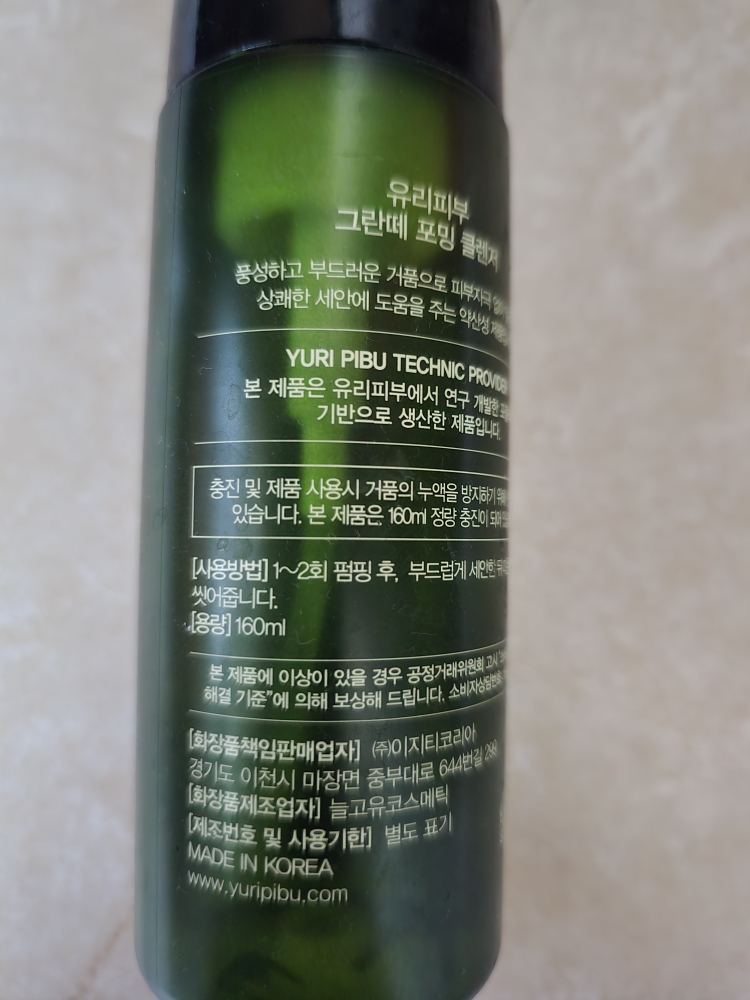 유리피부
그란떼 포밍 클렌저
풍성하고 부드러운 거품으로 피부자극
상쾌한 세안에 도움을 주는 약산성
YURI PIBU TECHNIC PROVIDER
본 제품은 유리피부에서 연구 개발한
기반으로 생산한 제품입니다.
충진 및 제품 사용시 거품의 누액을 방지하기
있습니다. 본 제품은 160ml 정량 충진이
[사용방법] 1~2회 펌핑 후, 부드럽게 세안한
씻어줍니다.
[용량] 160ml
본 제품에 이상이 있을 경우 공정거래위원회 고시
해결 기준"에 의해 보상해 드립니다. 소비자상담번호
[화장품책임판매업자] (주)이지티코리아
경기도 이천시 마장면 중부대로 644번길
[화장품제조업자] 늘고유코스메틱
[제조번호 및 사용기한] 별도 표기
MADE IN KOREA
www.yuripibu.com